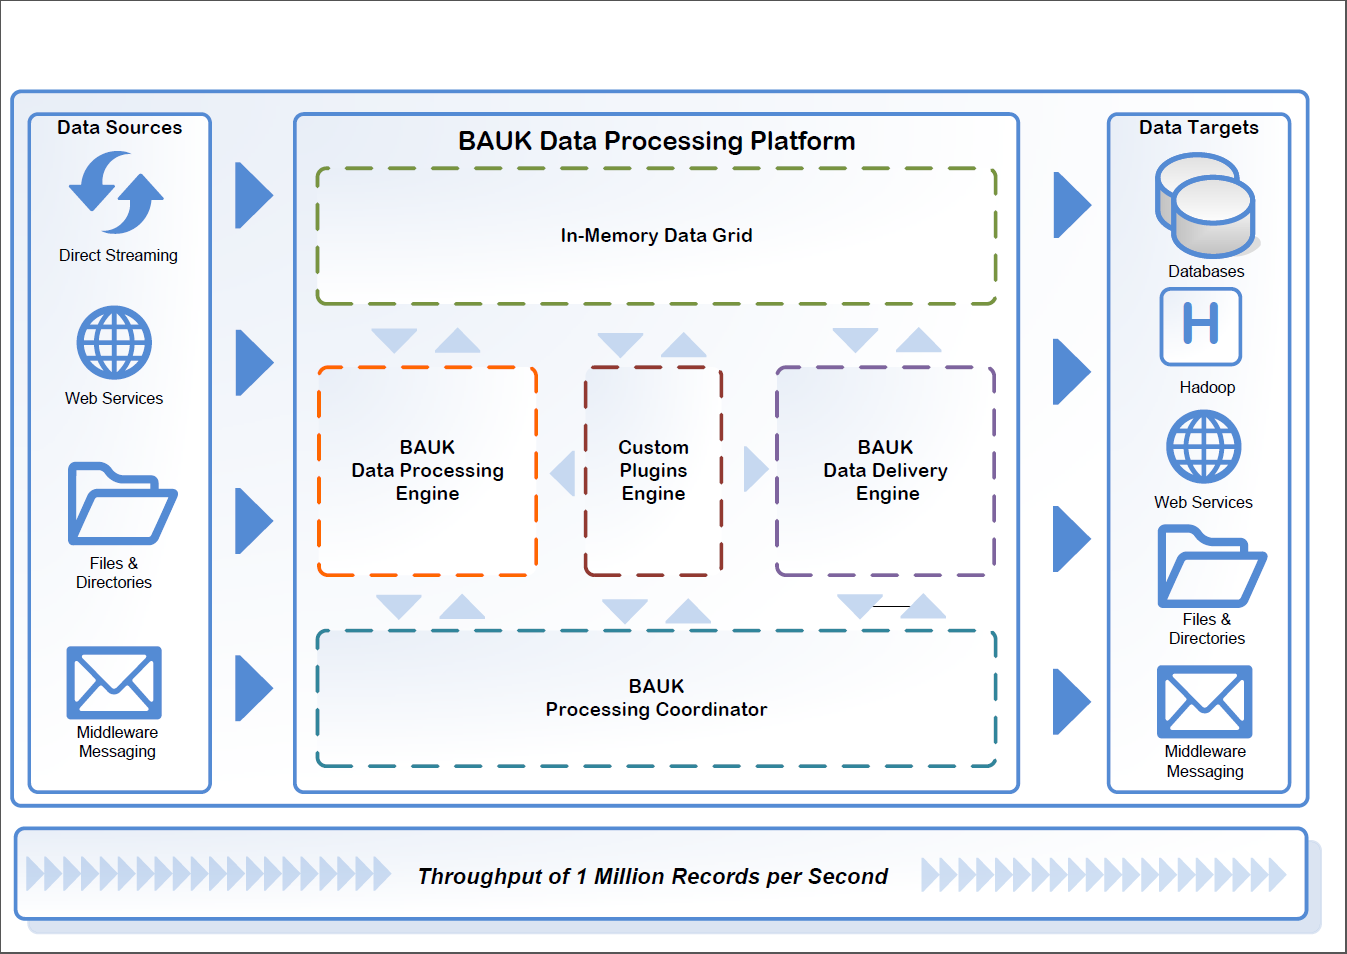 Data Sources
Direct Streaming
Web Services
Files &
Directories
Middleware
Messaging
BAUK Data Processing Platform
In-Memory Data Grid
BAUK
Data Processing
Engine
Custom
Plugins
Engine
BAUK
Data Delivery
Engine
BAUK
Processing Coordinator
Data Targets
Databases
H
Hadoop
Web Services
Files &
Directories
Middleware
Messaging
Throughput of 1 Million Records per Second